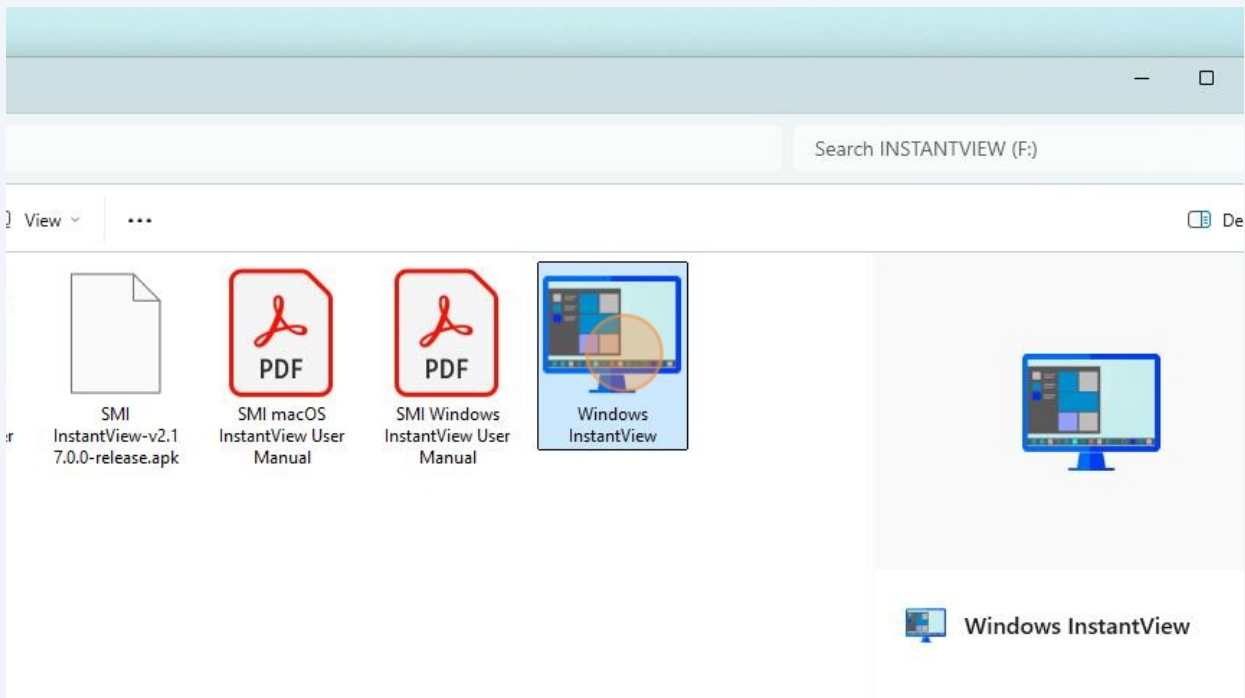 Search INSTANTVIEW (F:)
View
De
PDF
PDF
er
SMI
InstantView-v2.1
7.0.0-release.apk
SMI macOS
InstantView User
Manual
SMI Windows
InstantView User
Manual
Windows
InstantView
Windows InstantView